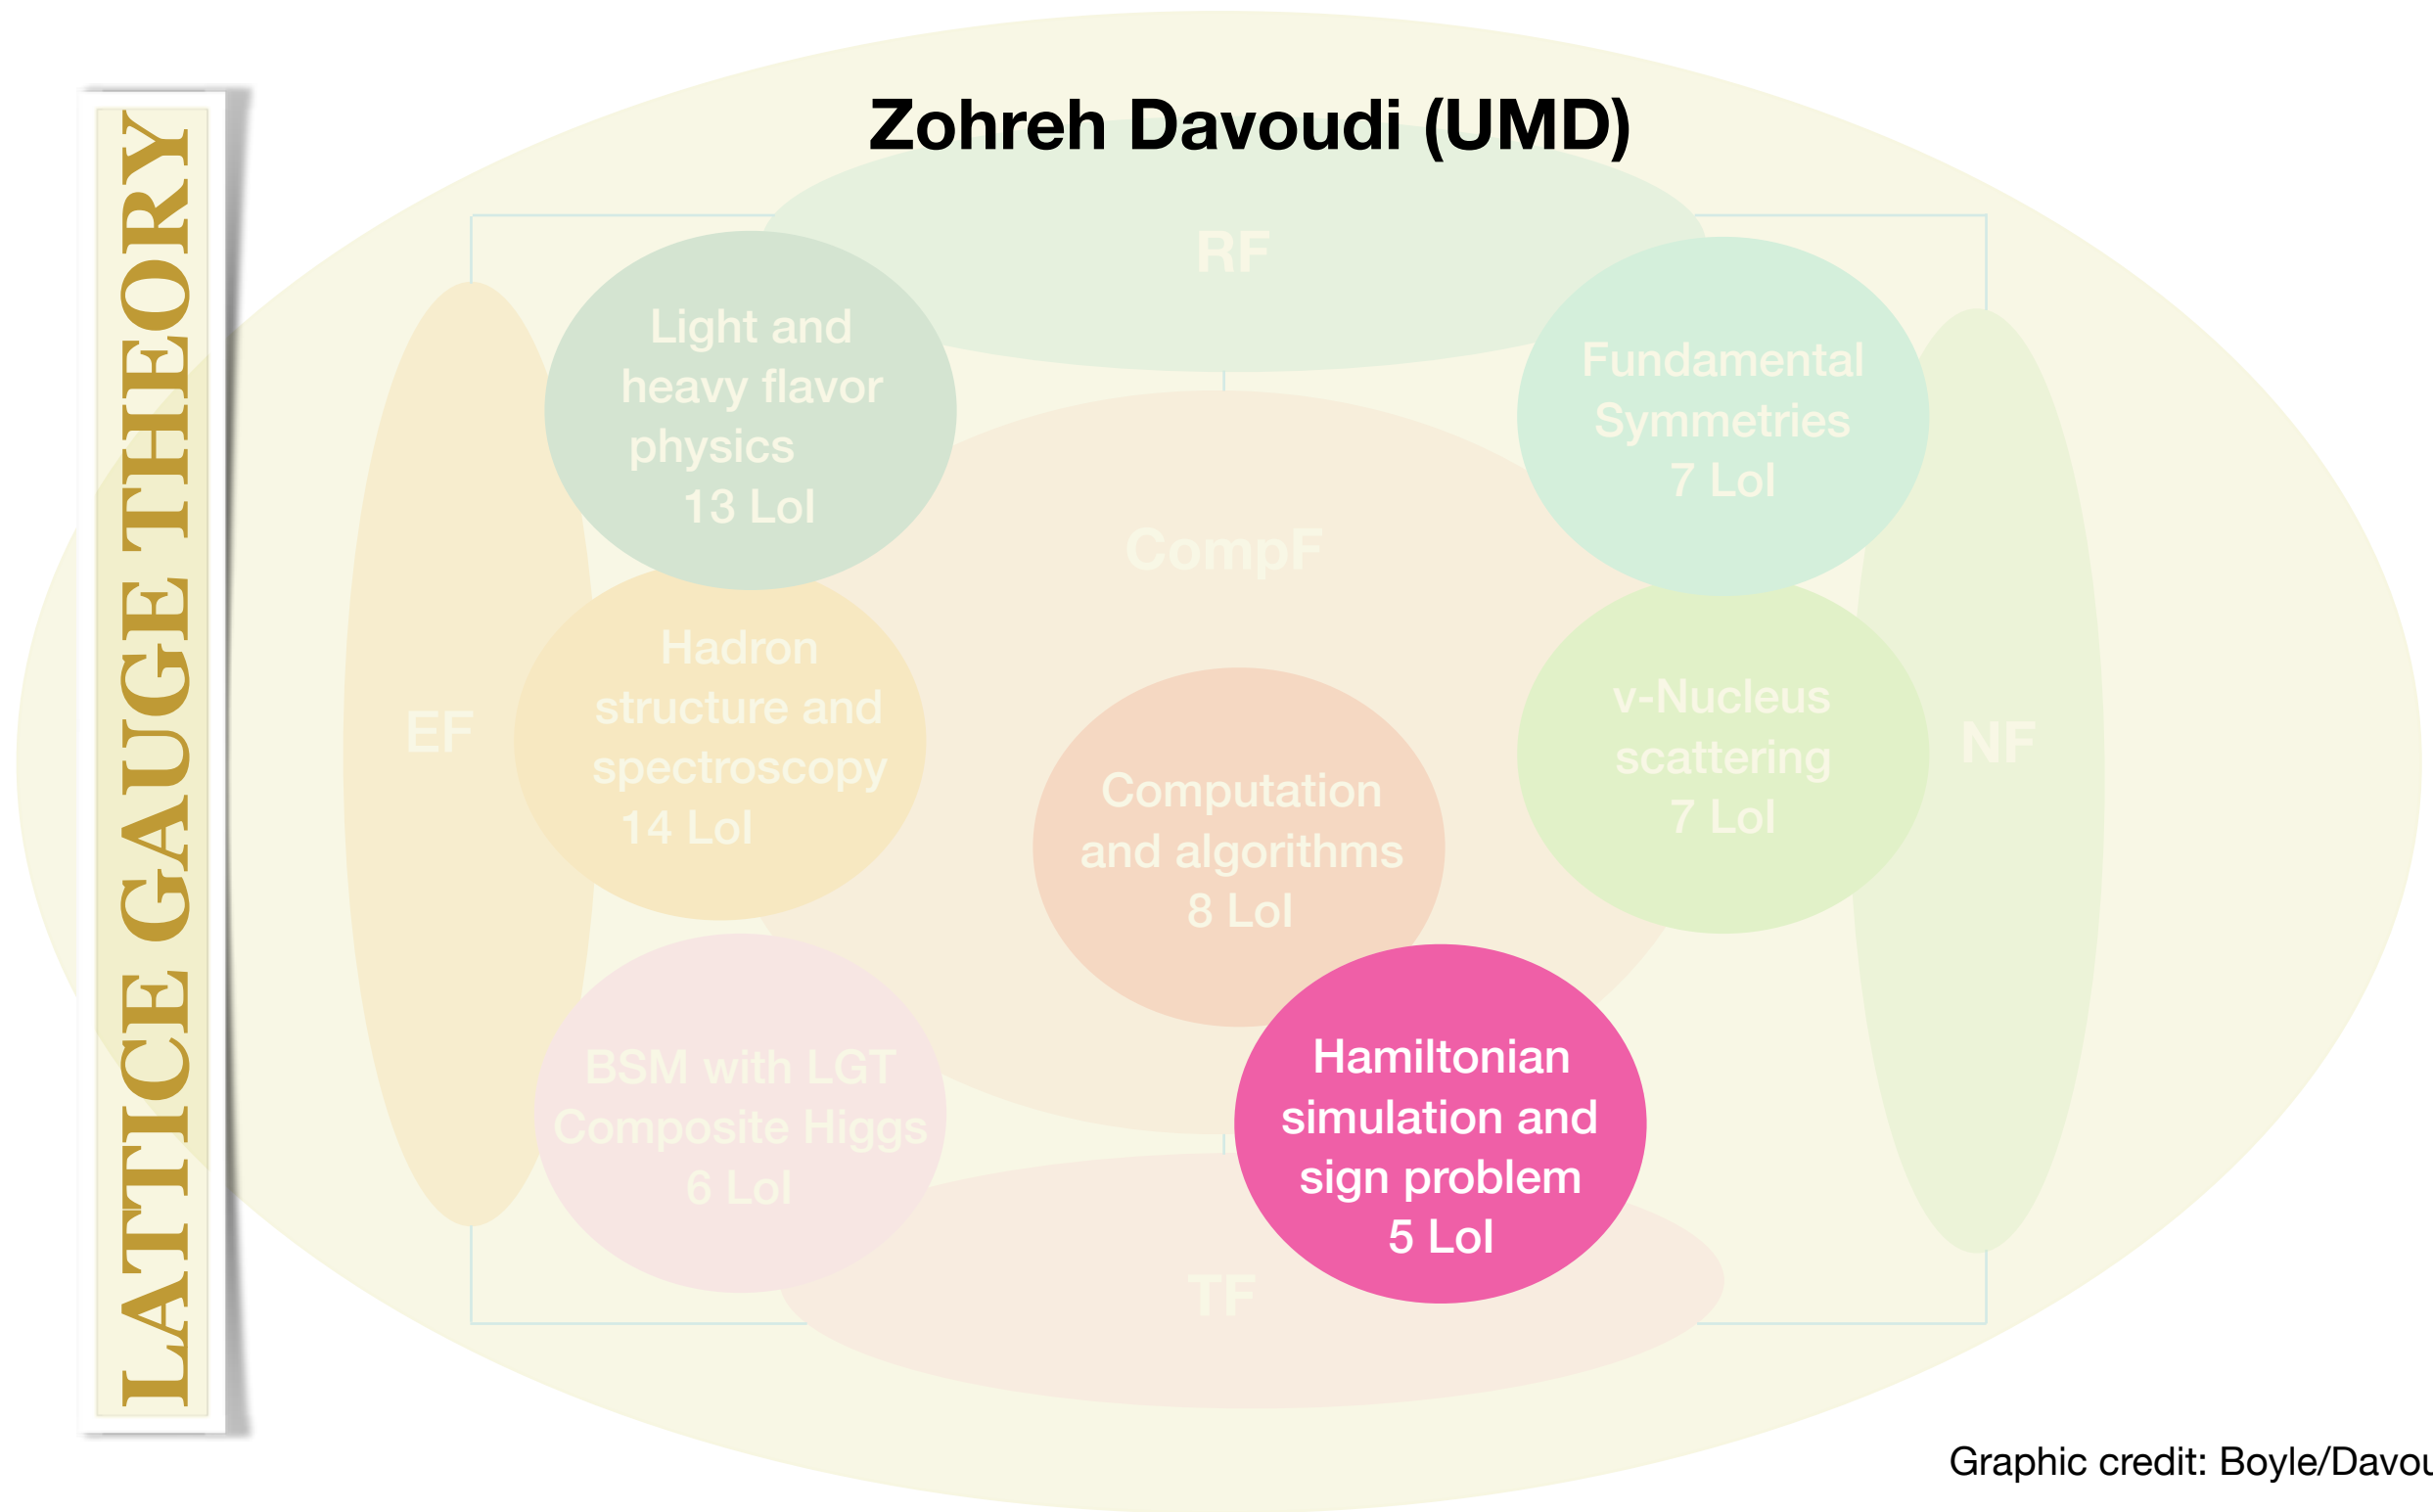 Zohreh Davoudi (UMD)
LATTICE GAUGE THEORY
RF
Light and
heavy flavor
physics
13 LoI
Fundamental
Symmetries
7 LoI
CompF
EF
Hadron
structure and
spectroscopy
14 LoI
Computation
and algorithms
8 LoI
ν-Nucleus
scattering
7 LoI
NF
BSM with LGT
Composite Higgs
6 LoI
Hamiltonian
simulation and
sign problem
5 LoI
TF
Graphic credit: Boyle/Davou